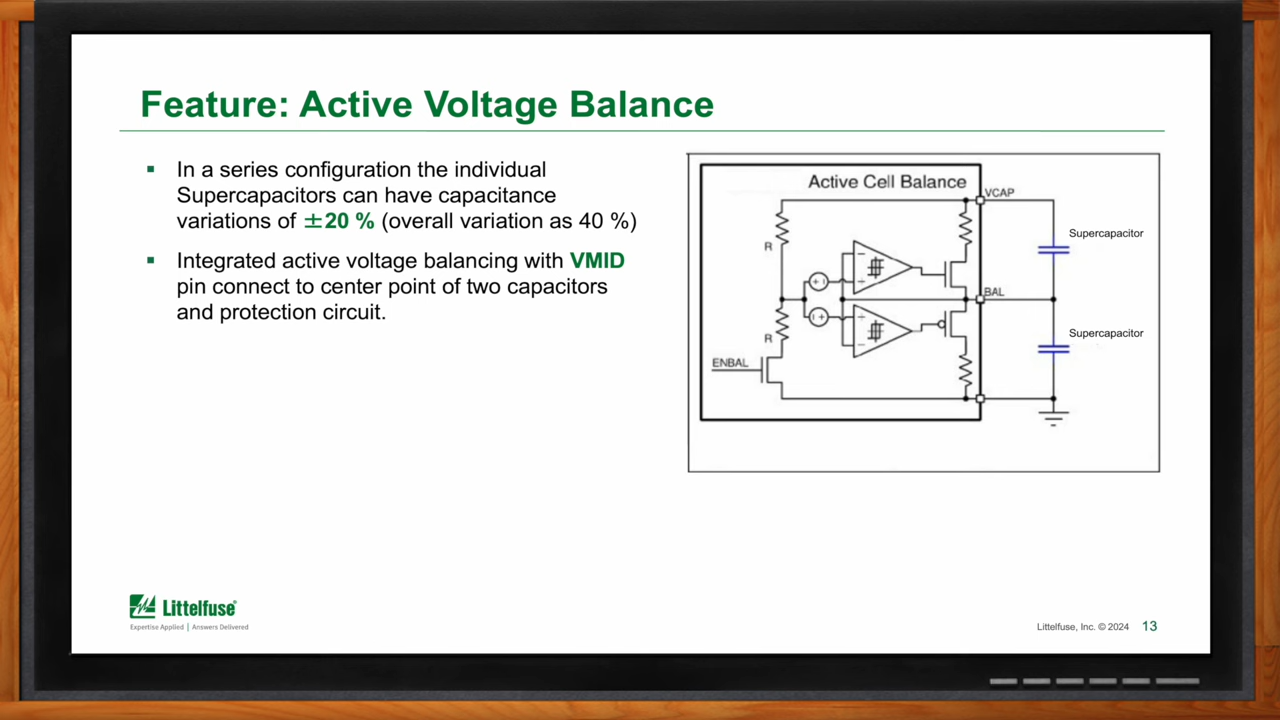 Feature: Active Voltage Balance
▪ In a series configuration the individual
Supercapacitors can have capacitance
variations of ±20 % (overall variation as 40 %)
▪ Integrated active voltage balancing with VMID
pin connect to center point of two capacitors
and protection circuit.
Active Cell Balance
VCAP
Supercapacitor
R
BAL
Supercapacitor
R
ENBAL
Littelfuse®
Expertise Applied | Answers Delivered
Littelfuse, Inc. © 2024 13